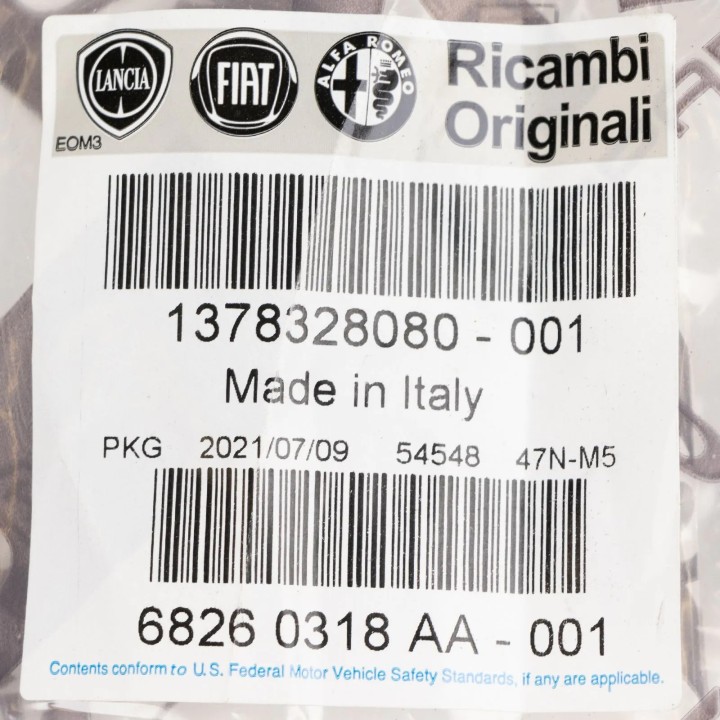 LANCIA FIAT ALFA ROMEO Ricambi
Originali
EOM3
1378328080 - 001
Made in Italy
PKG 2021/07/09 54548 47N-M5
6826 0318 AA - 001
Contents conform to U.S. Federal Motor Vehicle Safety Standards, if any are applicable.